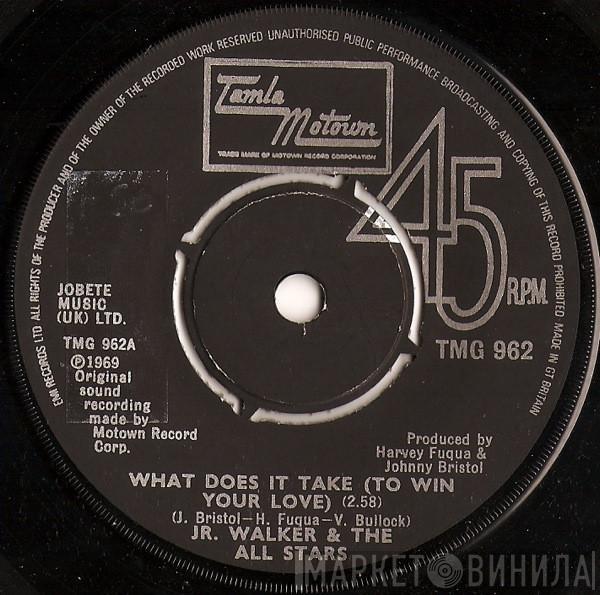 EMI RECORDS LTD ALL RIGHTS OF THE PRODUCER AND OF THE OWNER OF THE RECORDED WORK RESERVED UNAUTHORISED PUBLIC PERFORMANCE BROADCASTING AND COPYING OF THIS RECORD PROHIBITED MADE IN GT BRITAIN
Tamla
Motown
TRADE MARK OF MOTOWN RECORD CORPORATION
45
R.P.M.
JOBETE
MUSIC
(UK) LTD.
TMG 962A
Ⓟ1969
Original
sound
recording
made by
Motown Record
Corp.
TMG 962
Produced by
Harvey Fuqua &
Johnny Bristol
WHAT DOES IT TAKE (TO WIN
YOUR LOVE) (2.58)
(J. Bristol–H. Fuqua–V. Bullock)
JR. WALKER & THE
ALL STARS
МАРКЕТ ВИНИЛА